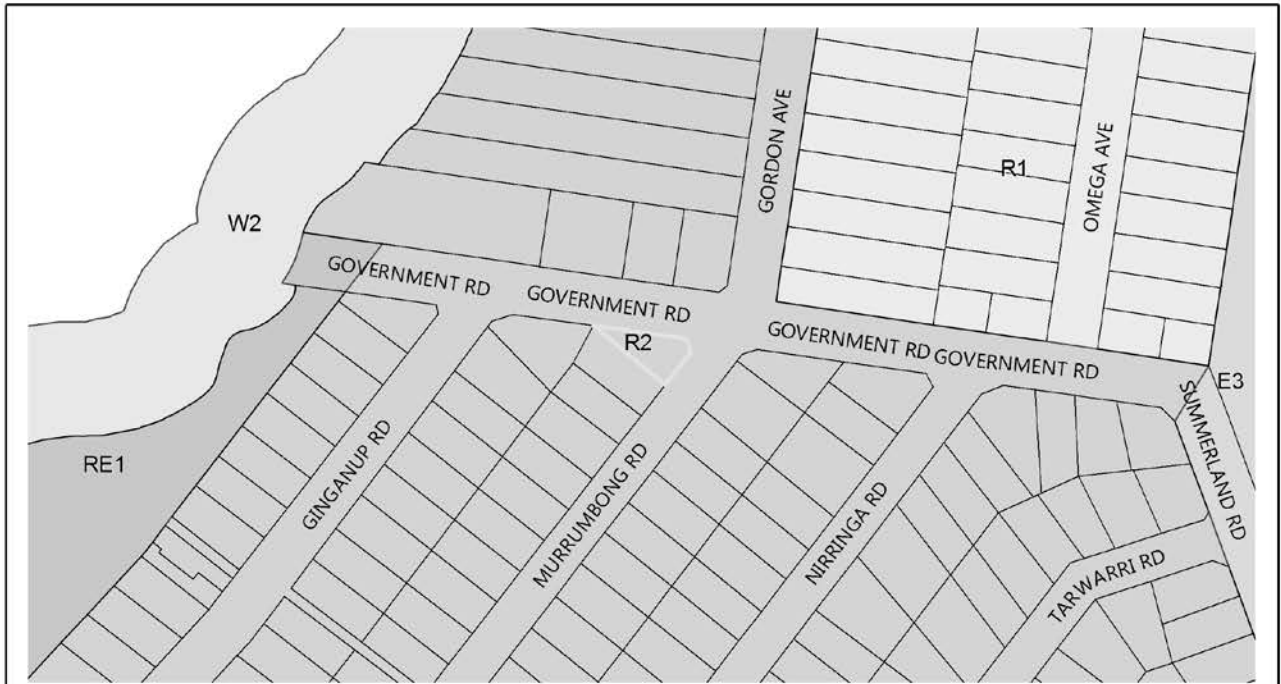 GORDON AVE
R1
OMEGA AVE
W2
GOVERNMENT RD
GOVERNMENT RD
R2
GOVERNMENT RD
GOVERNMENT RD
E3
SUMMERLAND RD
RE1
GINGANUP RD
MURRUMBONG RD
NIRRINGA RD
TARWARRI RD